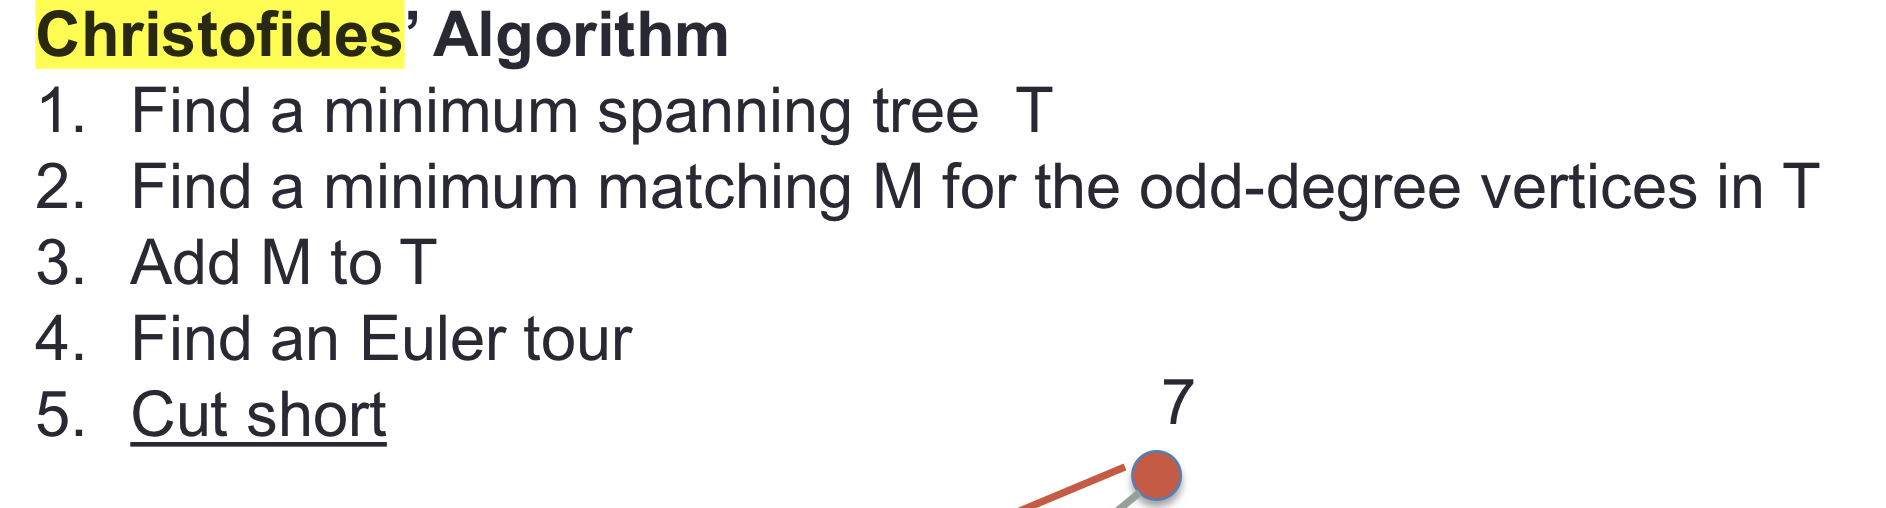 Christofides’ Algorithm
1. Find a minimum spanning tree T
2. Find a minimum matching M for the odd-degree vertices in T
3. Add M to T
4. Find an Euler tour
5. Cut short
7